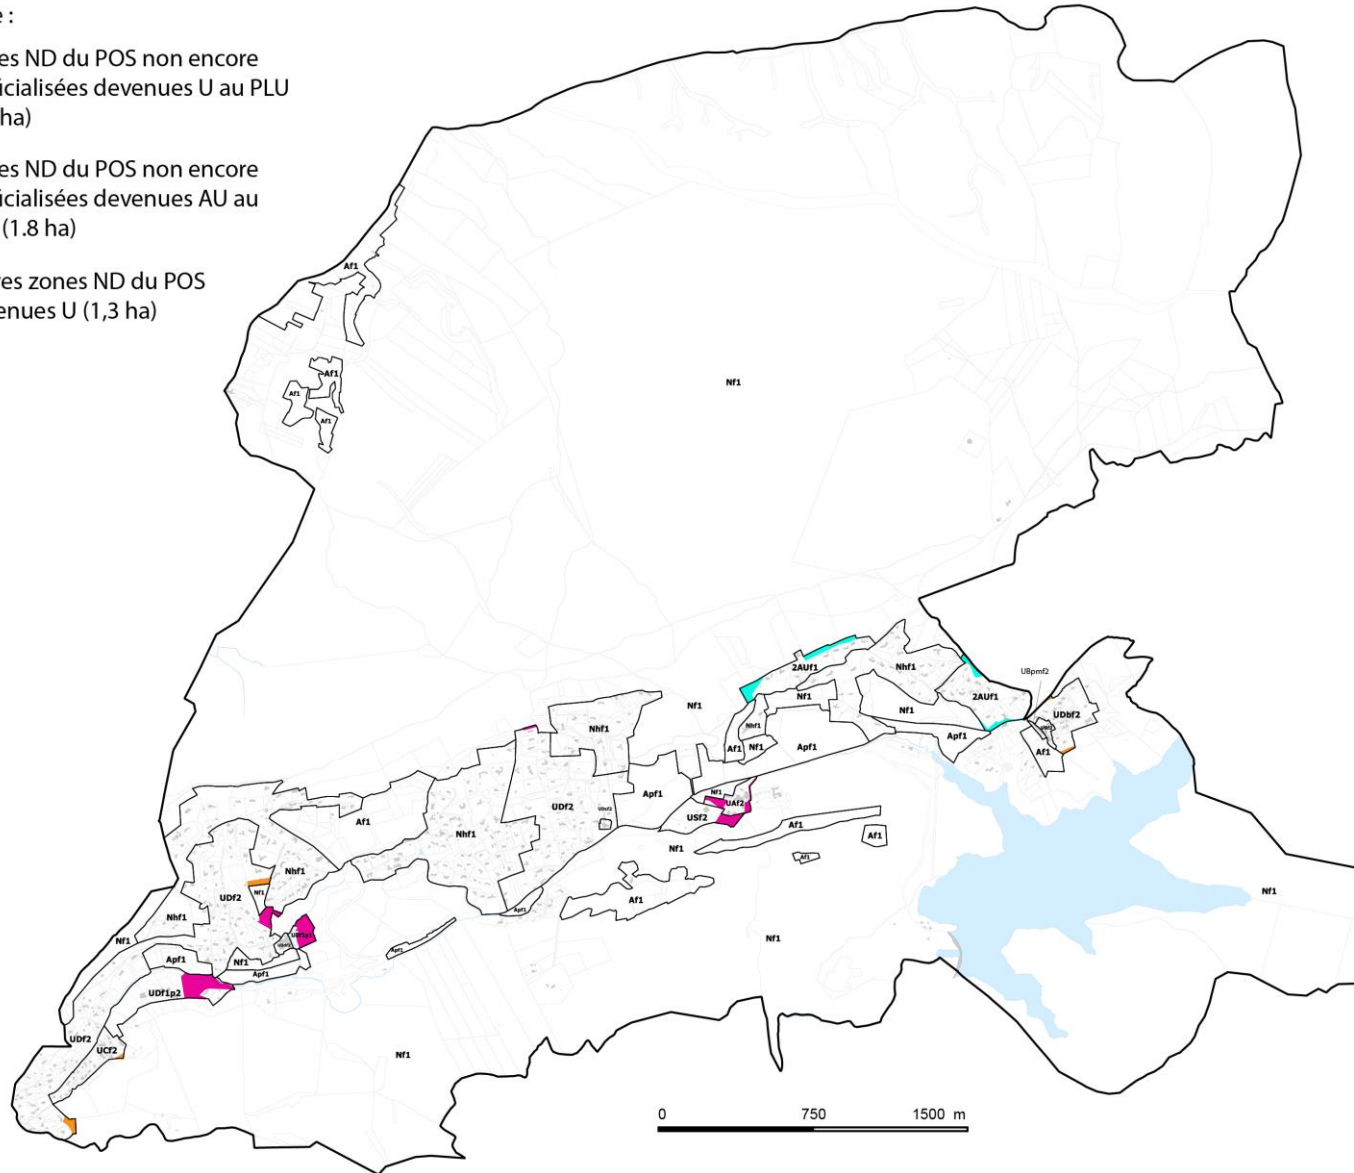 e :
es ND du POS non encore
icialisées devenues U au PLU
ha)
es ND du POS non encore
icialisées devenues AU au
(1.8 ha)
res zones ND du POS
enues U (1,3 ha)
Af1
Af1
Af1
Af1
Nf1
2AUf1
Nhf1
UBpmf2
Nf1
Nf1
Nf1
2AUf1
UDbf2
Nhf1
Nhf1
Apf1
Af1
Nf1
Apf1
Af1
Apf1
Nf1
UAf2
UDf2
USf2
Af1
Nhf1
Af1
Af1
Nf1
Af1
Nhf1
UDf2
Nf1
Af1
Nf1
Apf1
Nhf1
Nf1
Nf1
Apf1
Nf1
Apf1
Apf1
UDf1p2
UDf2
UCf2
Nf1
0 750 1500 m